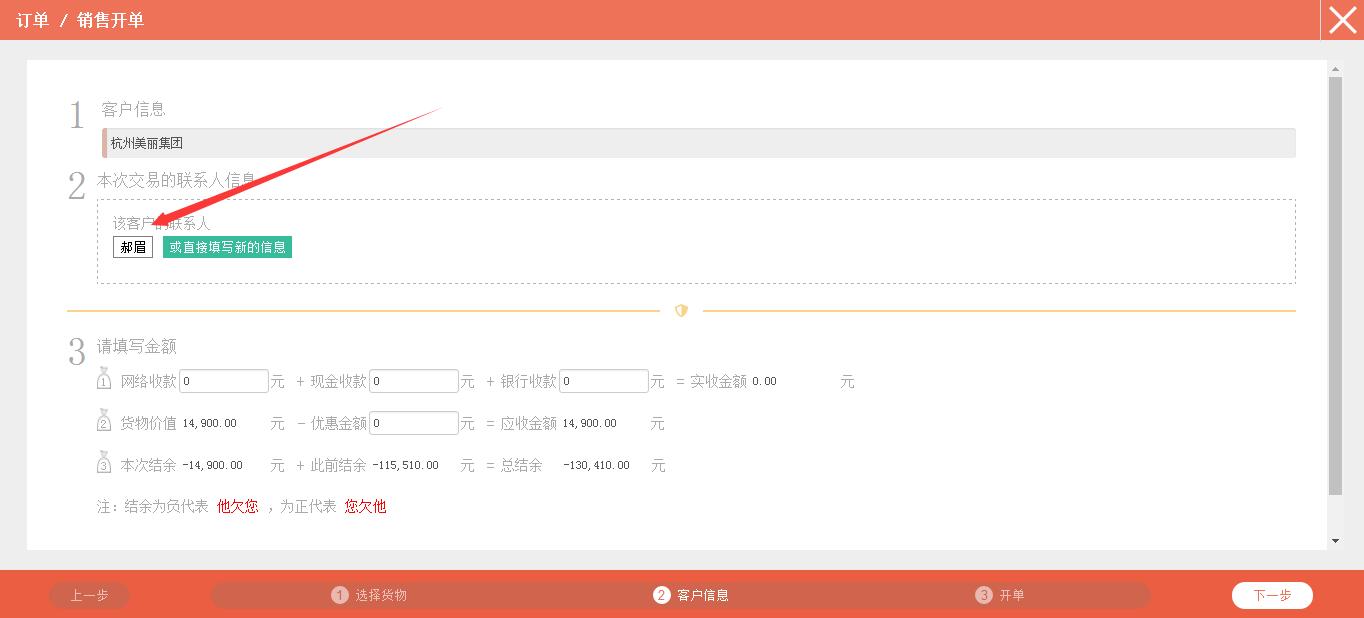 订单 / 销售开单
1 客户信息
杭州美丽集团
2 本次交易的联系人信息
该客户的联系人
郝眉 或直接填写新的信息
3 请填写金额
1 网络收款 0 元 + 现金收款 0 元 + 银行收款 0 元 = 实收金额 0.00 元
2 货物价值 14,900.00 元 - 优惠金额 0 元 = 应收金额 14,900.00 元
3 本次结余 -14,900.00 元 + 此前结余 -115,510.00 元 = 总结余 -130,410.00 元
注: 结余为负代表 他欠您 ，为正代表 您欠他
上一步 1 选择货物 2 客户信息 3 开单 下一步